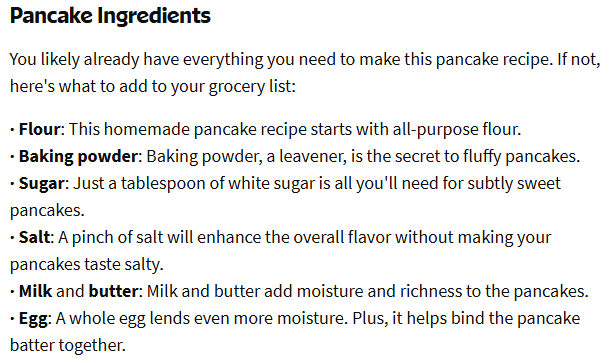 Pancake Ingredients
You likely already have everything you need to make this pancake recipe. If not,
here's what to add to your grocery list:
· Flour: This homemade pancake recipe starts with all-purpose flour.
· Baking powder: Baking powder, a leavener, is the secret to fluffy pancakes.
· Sugar: Just a tablespoon of white sugar is all you'll need for subtly sweet
pancakes.
· Salt: A pinch of salt will enhance the overall flavor without making your
pancakes taste salty.
· Milk and butter: Milk and butter add moisture and richness to the pancakes.
· Egg: A whole egg lends even more moisture. Plus, it helps bind the pancake
batter together.